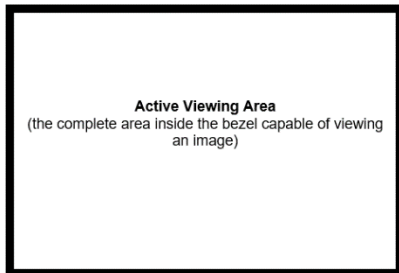 Active Viewing Area
(the complete area inside the bezel capable of viewing
an image)